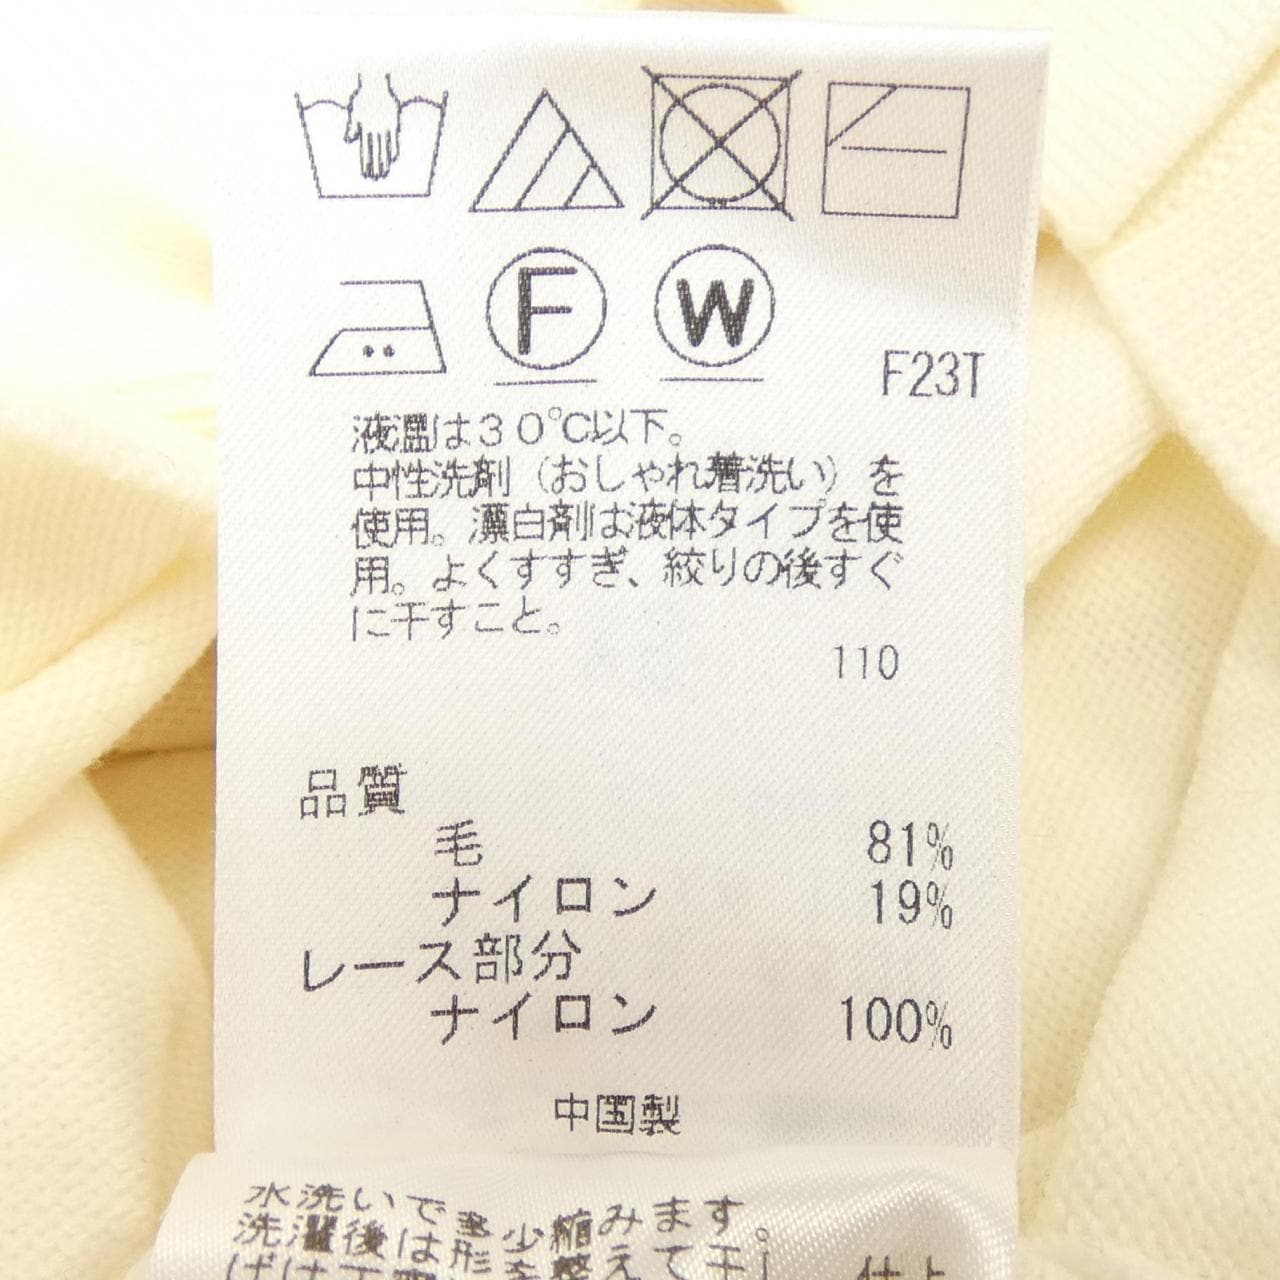 F
W
F23T
液温は30℃以下。
中性洗剤（おしゃれ着洗い）を
使用。漂白剤は液体タイプを使
用。よくすすぎ、絞りの後すぐ
に干すこと。
110
品質
毛 81%
ナイロン 19%
レース部分
ナイロン 100%
中国製
水洗いで多少縮みます。
洗濯後は形を整えて干